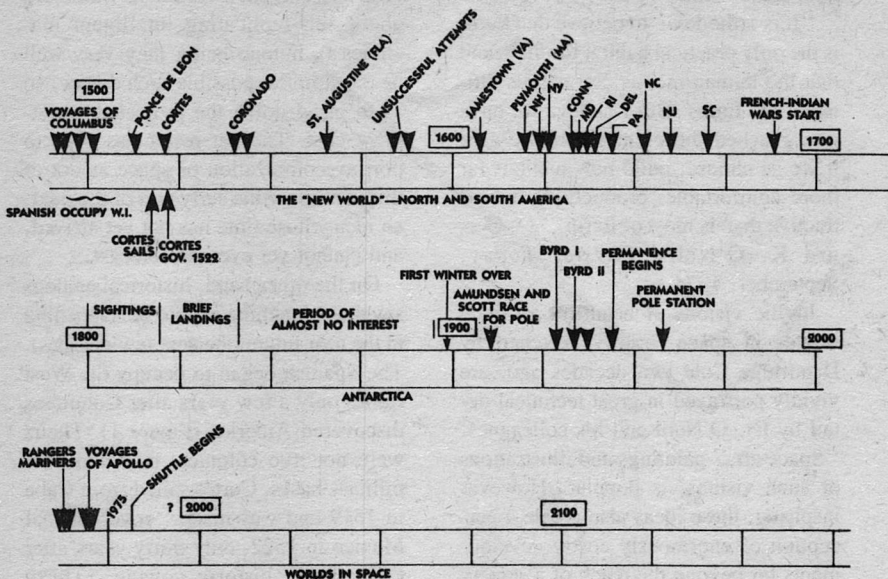 1500
VOYAGES OF
COLUMBUS
PONCE DE LEON
CORTES
CORONADO
ST. AUGUSTINE (FLA)
UNSUCCESSFUL ATTEMPTS
1600
JAMESTOWN (VA)
PLYMOUTH (MA)
NH
NY
CONN
MD
RI
DEL
PA
NC
NJ
SC
FRENCH-INDIAN
WARS START
1700
SPANISH OCCUPY W.I.
THE "NEW WORLD"—NORTH AND SOUTH AMERICA
CORTES
SAILS
CORTES
GOV. 1522
1800
SIGHTINGS
BRIEF
LANDINGS
PERIOD OF
ALMOST NO INTEREST
FIRST WINTER OVER
1900
AMUNDSEN AND
SCOTT RACE
FOR POLE
BYRD I
BYRD II
PERMANENCE
BEGINS
PERMANENT
POLE STATION
2000
ANTARCTICA
RANGERS
MARINERS
VOYAGES
OF APOLLO
1975
SHUTTLE BEGINS
?
2000
2100
WORLDS IN SPACE